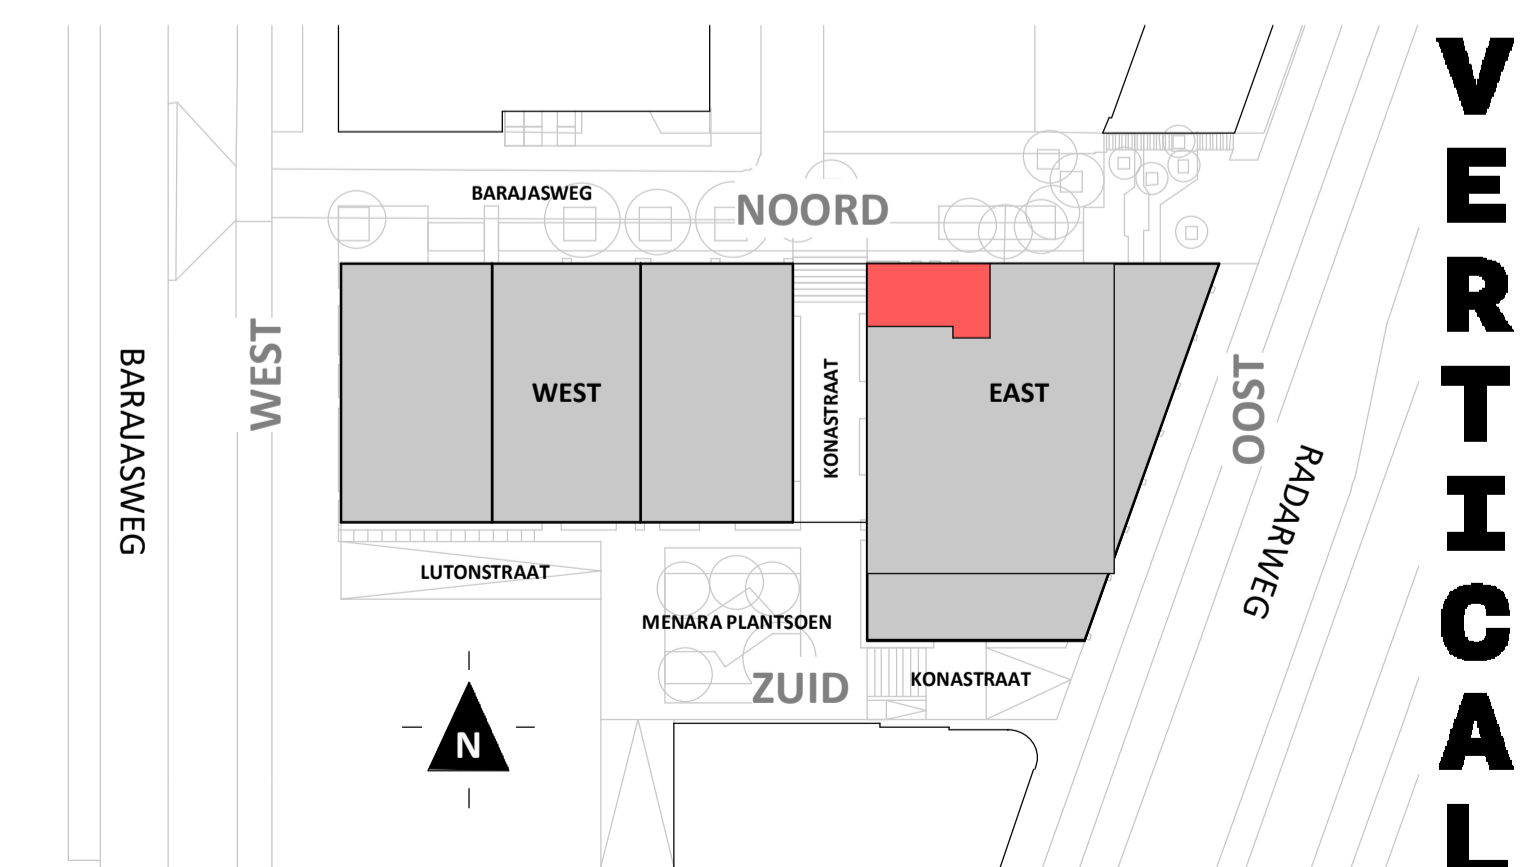 BARAJASWEG
NOORD
WEST
BARAJASWEG
WEST
KONASTRAAT
EAST
OOST
RADARWEG
LUTONSTRAAT
MENARA PLANTSOEN
ZUID
KONASTRAAT
N
VERTICAL